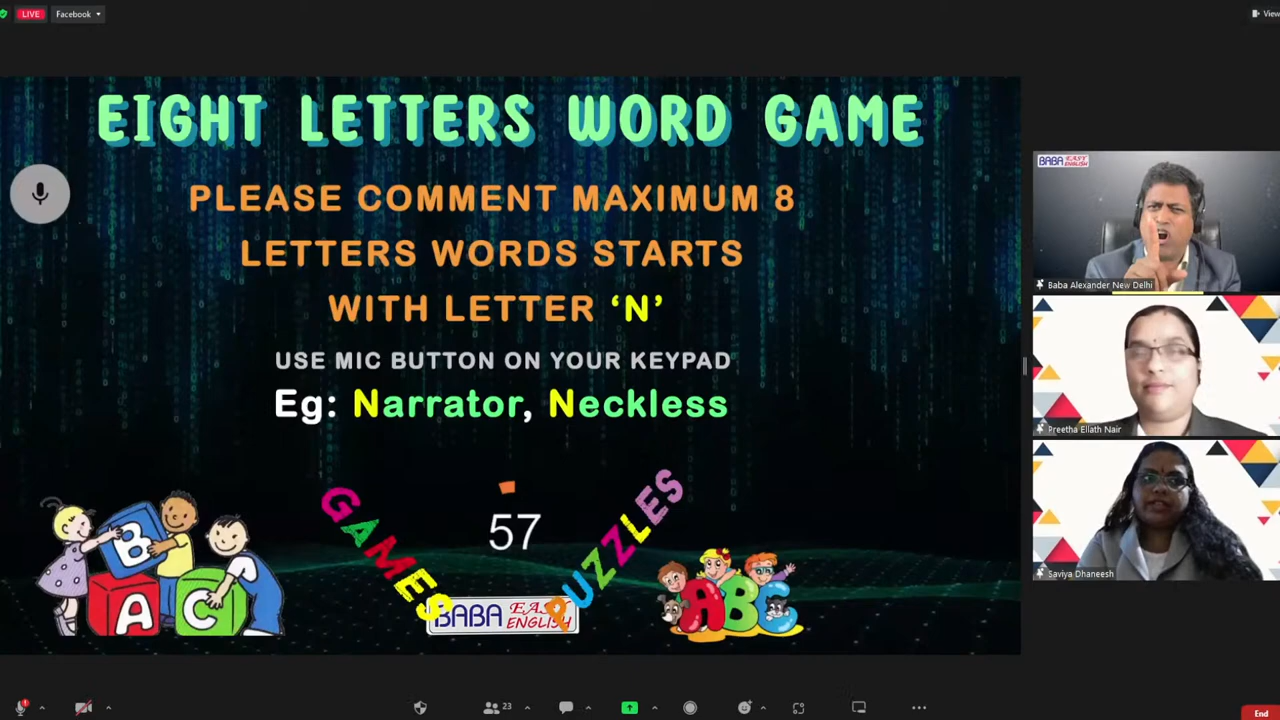 LIVE
Facebook
View
EIGHT LETTERS WORD GAME
PLEASE COMMENT MAXIMUM 8
LETTERS WORDS STARTS
WITH LETTER ‘N’
USE MIC BUTTON ON YOUR KEYPAD
Eg: Narrator, Neckless
GAMES
57
PUZZLES
B
A C
BABA EASY ENGLISH
ABC
BABA EASY ENGLISH
Baba Alexander New Delhi
Preetha Ellath Nair
Saviya Dhaneesh
23
End